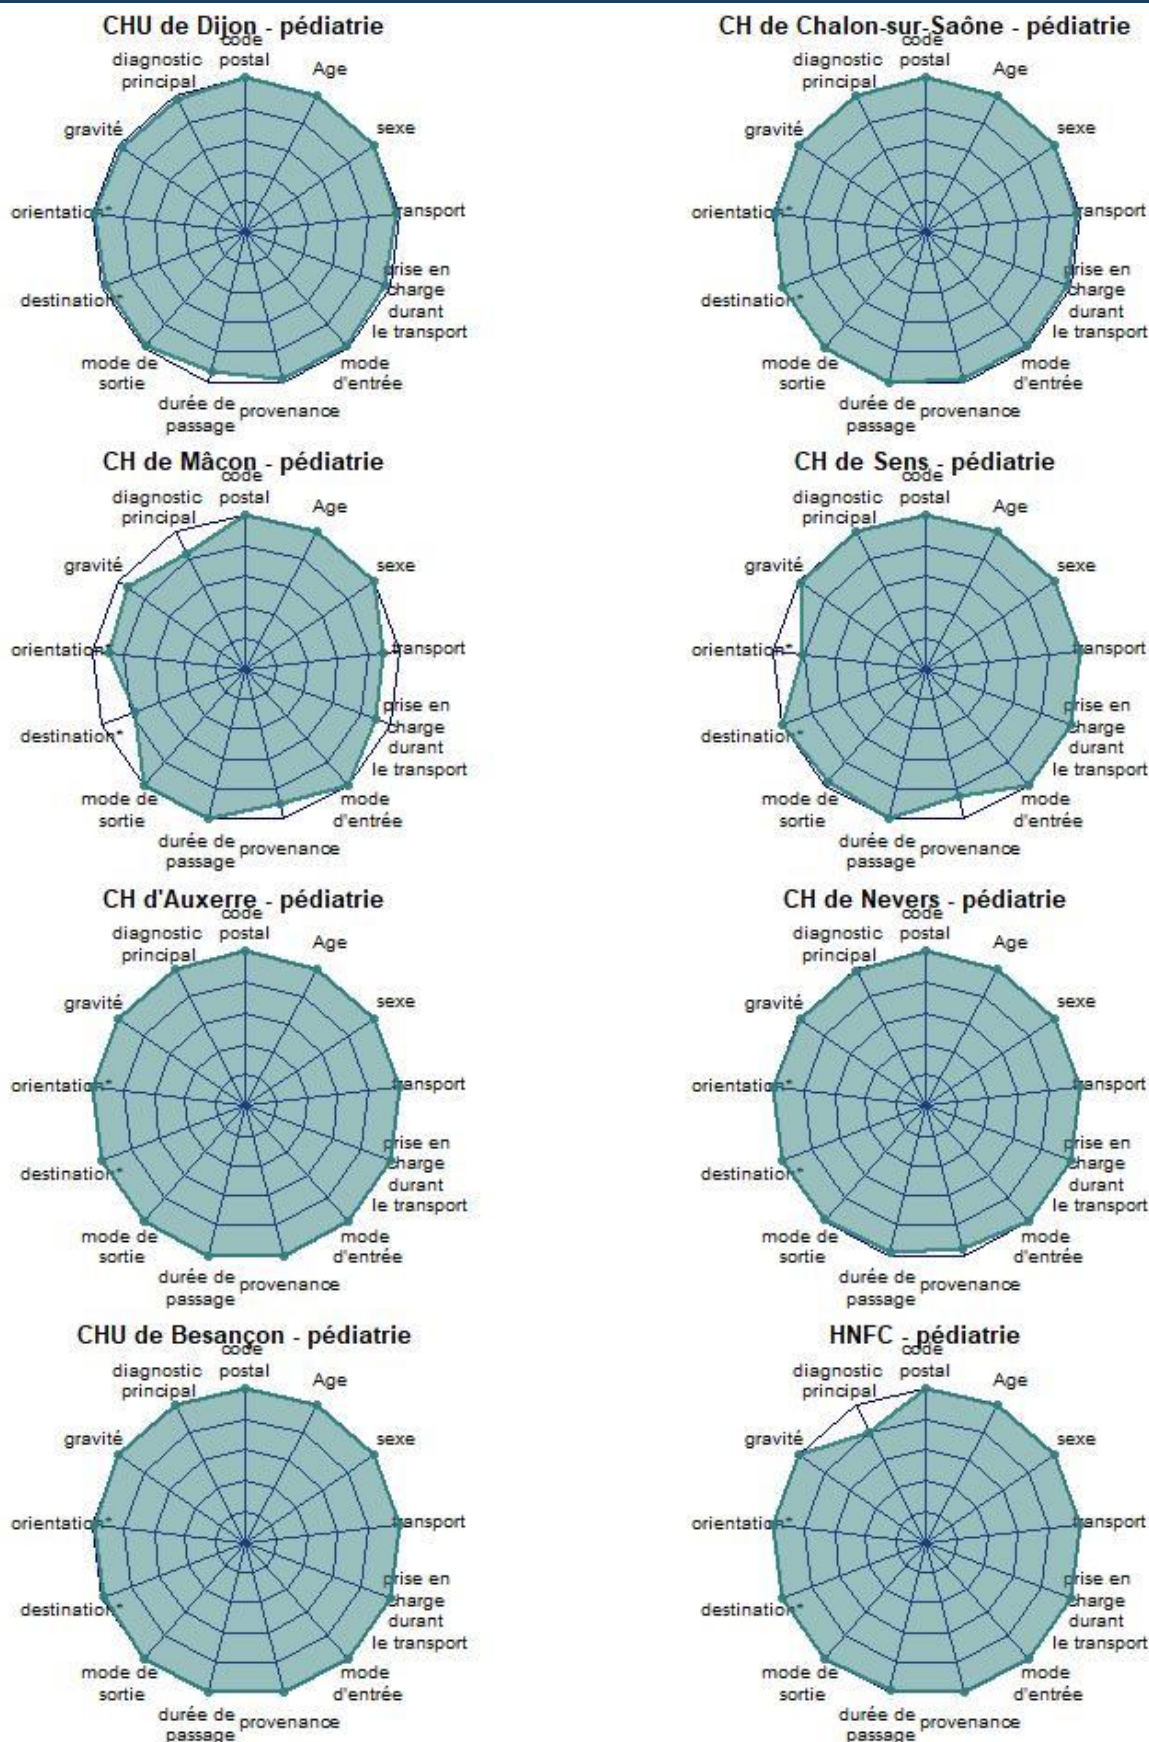 CHU de Dijon - pédiatrie
code
postal
Age
sexe
transport
prise en
charge
durant
le transport
mode
d'entrée
provenance
durée de
passage
mode de
sortie
destination*
orientation*
gravité
diagnostic
principal
CH de Chalon-sur-Saône - pédiatrie
code
postal
Age
sexe
transport
prise en
charge
durant
le transport
mode
d'entrée
provenance
durée de
passage
mode de
sortie
destination*
orientation*
gravité
diagnostic
principal
CH de Mâcon - pédiatrie
code
postal
Age
sexe
transport
prise en
charge
durant
le transport
mode
d'entrée
provenance
durée de
passage
mode de
sortie
destination*
orientation*
gravité
diagnostic
principal
CH de Sens - pédiatrie
code
postal
Age
sexe
transport
prise en
charge
durant
le transport
mode
d'entrée
provenance
durée de
passage
mode de
sortie
destination*
orientation*
gravité
diagnostic
principal
CH d'Auxerre - pédiatrie
code
postal
Age
sexe
transport
prise en
charge
durant
le transport
mode
d'entrée
provenance
durée de
passage
mode de
sortie
destination*
orientation*
gravité
diagnostic
principal
CH de Nevers - pédiatrie
code
postal
Age
sexe
transport
prise en
charge
durant
le transport
mode
d'entrée
provenance
durée de
passage
mode de
sortie
destination*
orientation*
gravité
diagnostic
principal
CHU de Besançon - pédiatrie
code
postal
Age
sexe
transport
prise en
charge
durant
le transport
mode
d'entrée
provenance
durée de
passage
mode de
sortie
destination*
orientation*
gravité
diagnostic
principal
HNFC - pédiatrie
code
postal
Age
sexe
transport
prise en
charge
durant
le transport
mode
d'entrée
provenance
durée de
passage
mode de
sortie
destination*
orientation*
gravité
diagnostic
principal